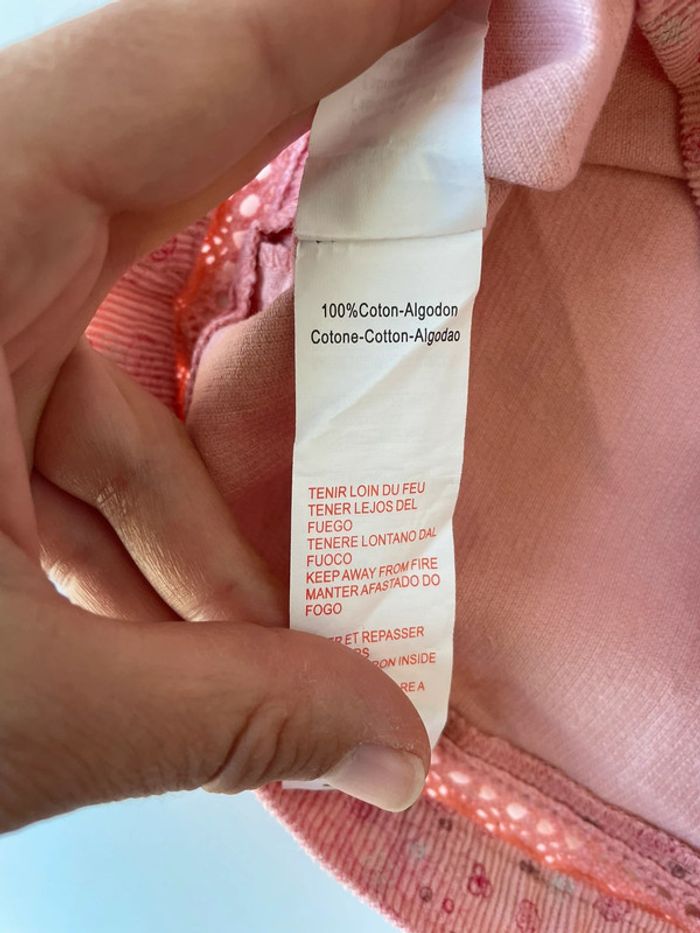 100%Coton-Algodon
Cotone-Cotton-Algodao
TENIR LOIN DU FEU
TENER LEJOS DEL
FUEGO
TENERE LONTANO DAL
FUOCO
KEEP AWAY FROM FIRE
MANTER AFASTADO DO
FOGO
ET REPASSER
INSIDE